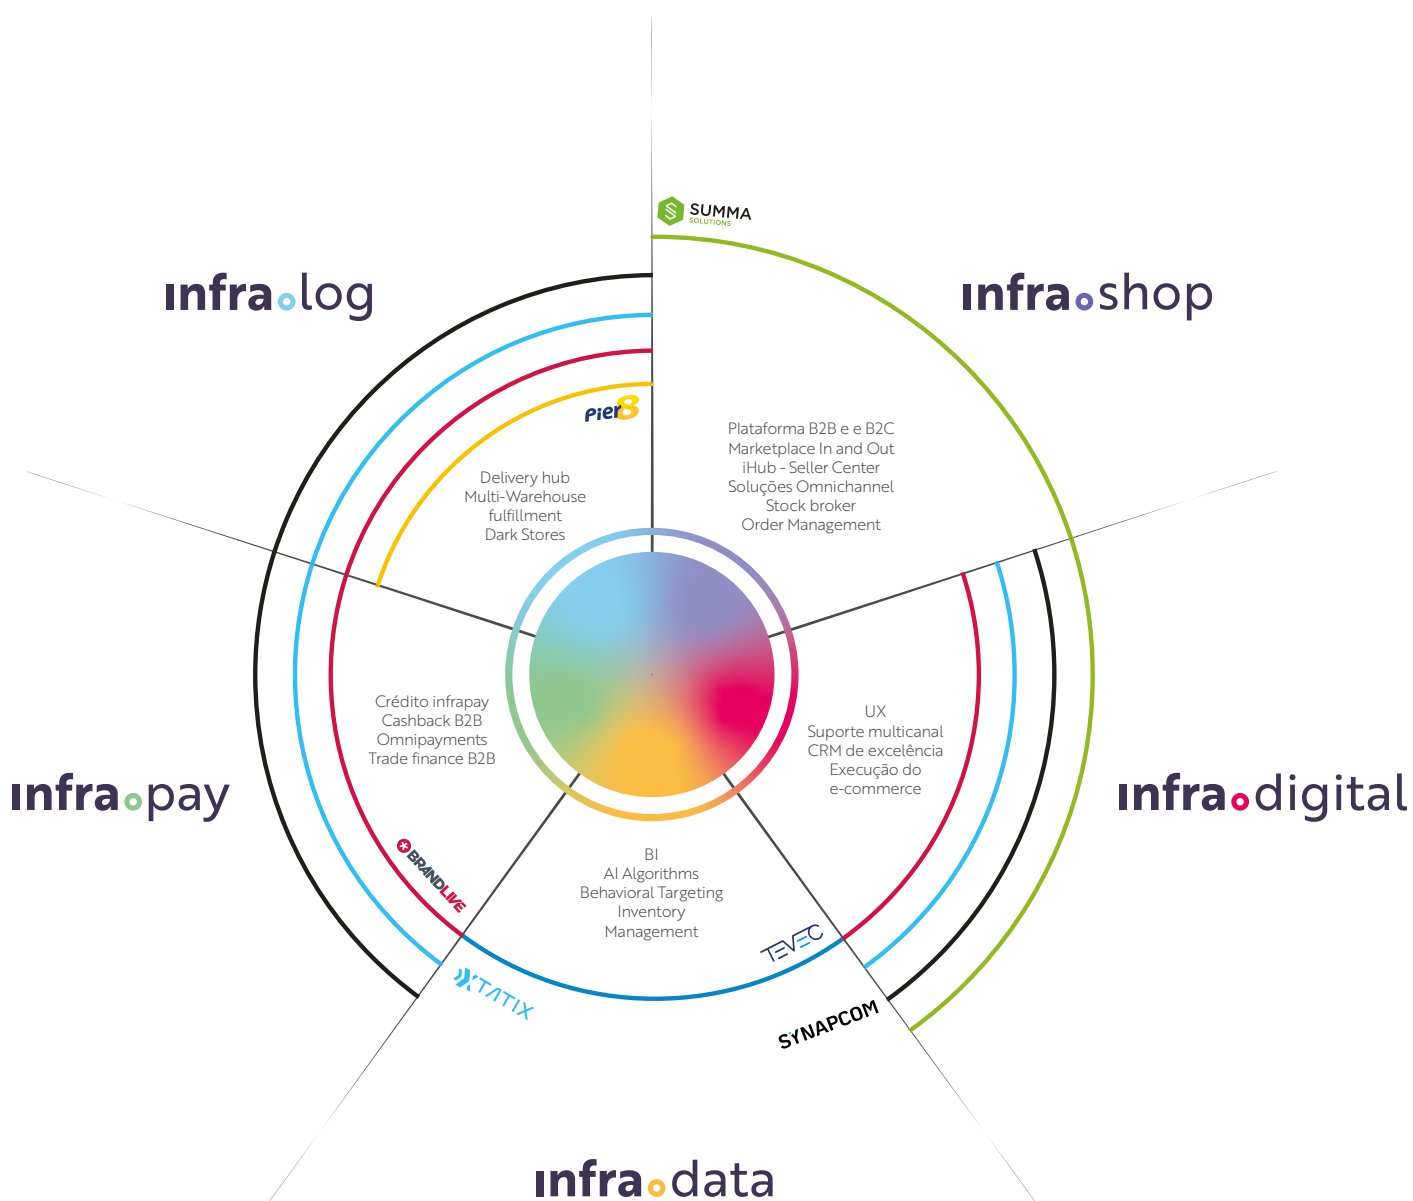 SUMMA
SOLUTIONS
infra.log
infra.shop
Pier8
Plataforma B2B e e B2C
Marketplace In and Out
iHub - Seller Center
Soluções Omnichannel
Stock broker
Order Management
Delivery hub
Multi-Warehouse
fulfillment
Dark Stores
Crédito infrapay
Cashback B2B
Omnipayments
Trade finance B2B
UX
Suporte multicanal
CRM de excelência
Execução do
e-commerce
infra.pay
infra.digital
BRANDLIVE
BI
AI Algorithms
Behavioral Targeting
Inventory
Management
TEVEC
XTATIX
SYNAPCOM
infra.data